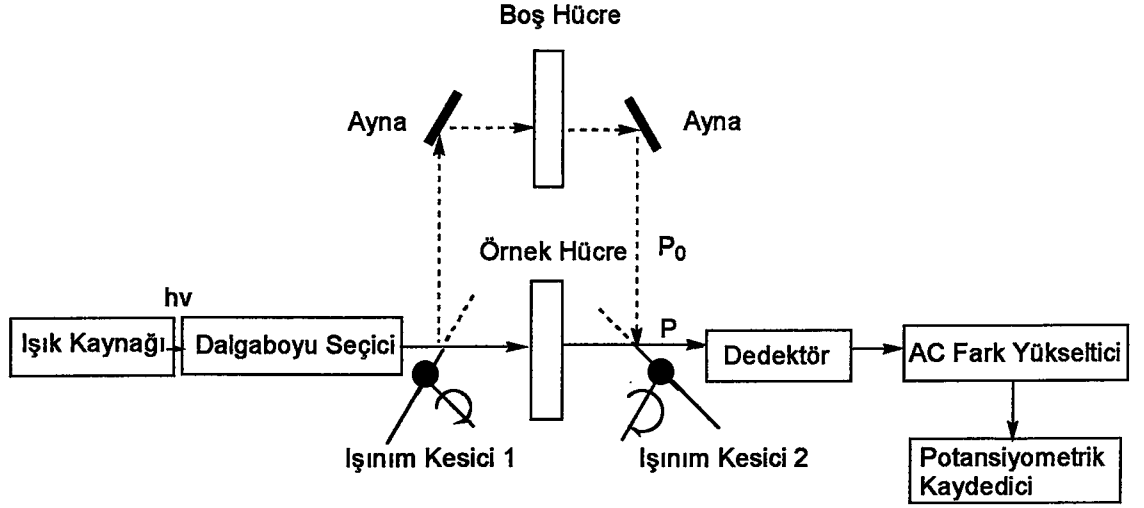 Boş Hücre
Ayna
Ayna
Örnek Hücre
P0
hv
P
Işık Kaynağı
Dalgaboyu Seçici
Dedektör
AC Fark Yükseltici
Işınım Kesici 1
Işınım Kesici 2
Potansiyometrik
Kaydedici